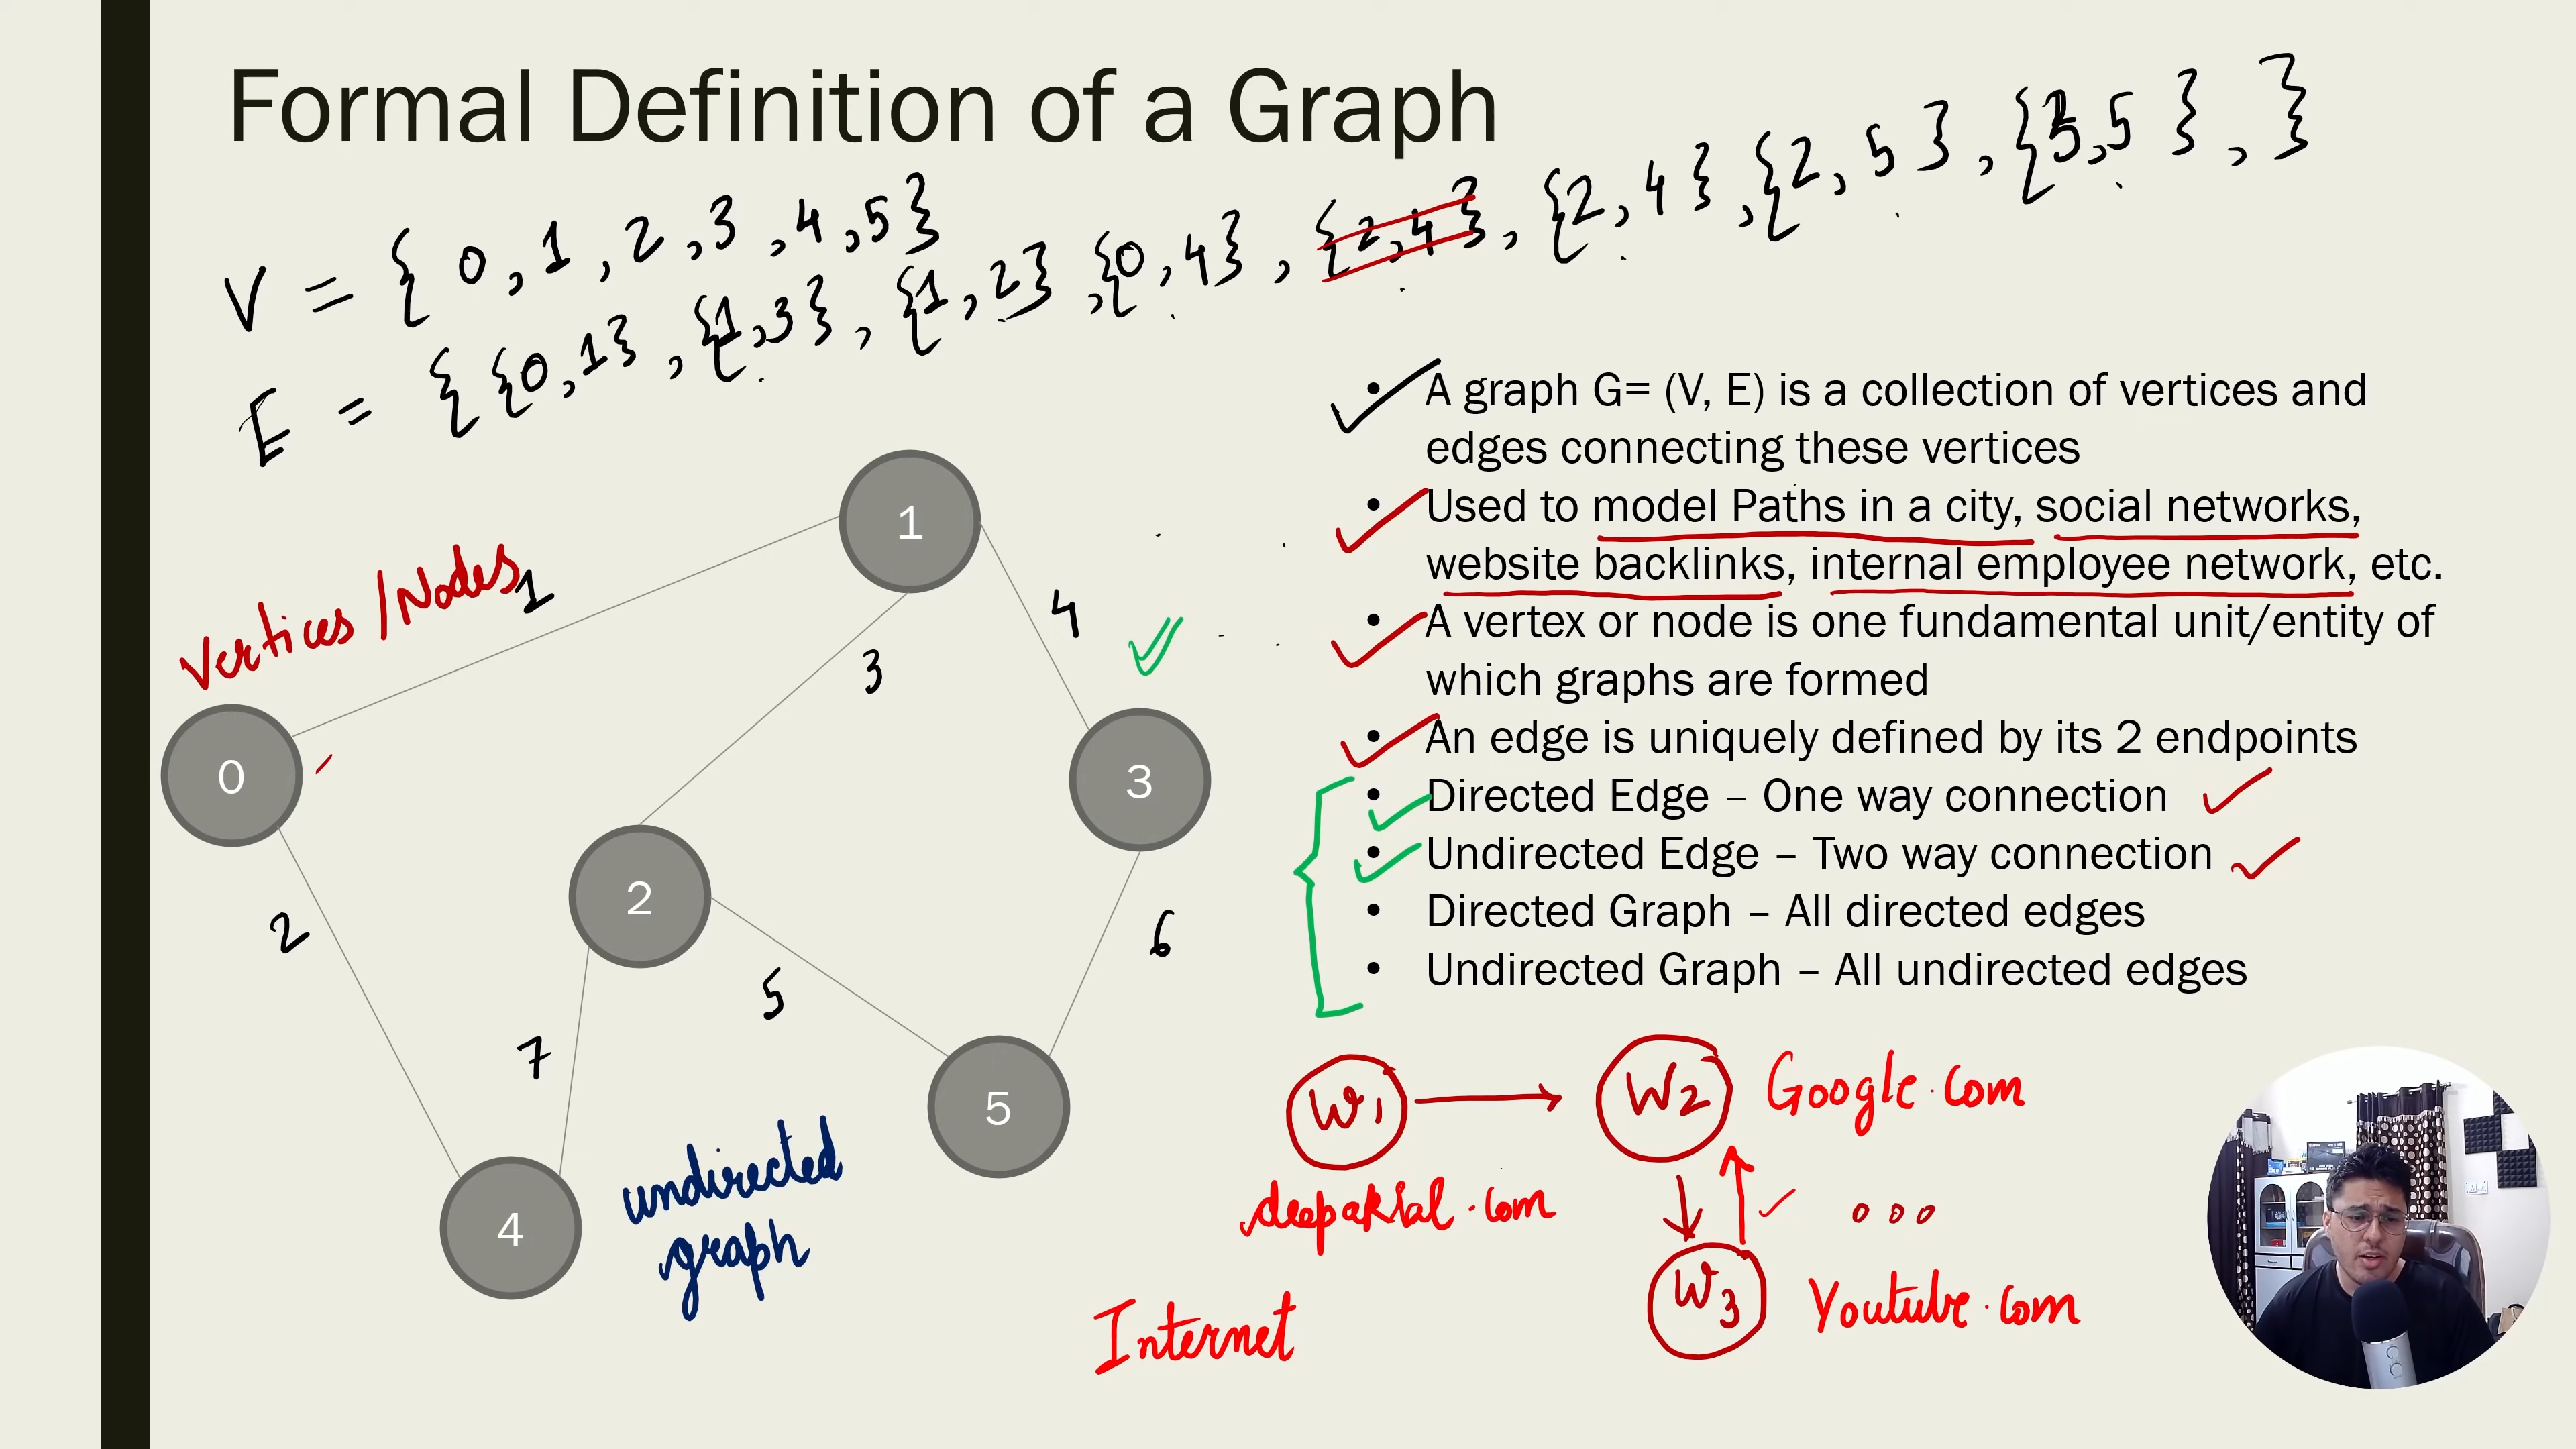 Formal Definition of a Graph
V = { 0, 1, 2, 3, 4, 5}
E = { {0,1}, {1,3}, {1,2}, {0,4}, {2,4}, {2,4}, {2,5}, {3,5}, }
• A graph G= (V, E) is a collection of vertices and
edges connecting these vertices
• Used to model Paths in a city, social networks,
website backlinks, internal employee network, etc.
• A vertex or node is one fundamental unit/entity of
which graphs are formed
• An edge is uniquely defined by its 2 endpoints
• Directed Edge – One way connection
• Undirected Edge – Two way connection
• Directed Graph – All directed edges
• Undirected Graph – All undirected edges
Vertices/Nodes
1
1
4
3
0
3
2
2
6
5
7
5
4
undirected
graph
W1
W2
Google.com
deepakial.com
ooo
W3
Youtube.com
Internet